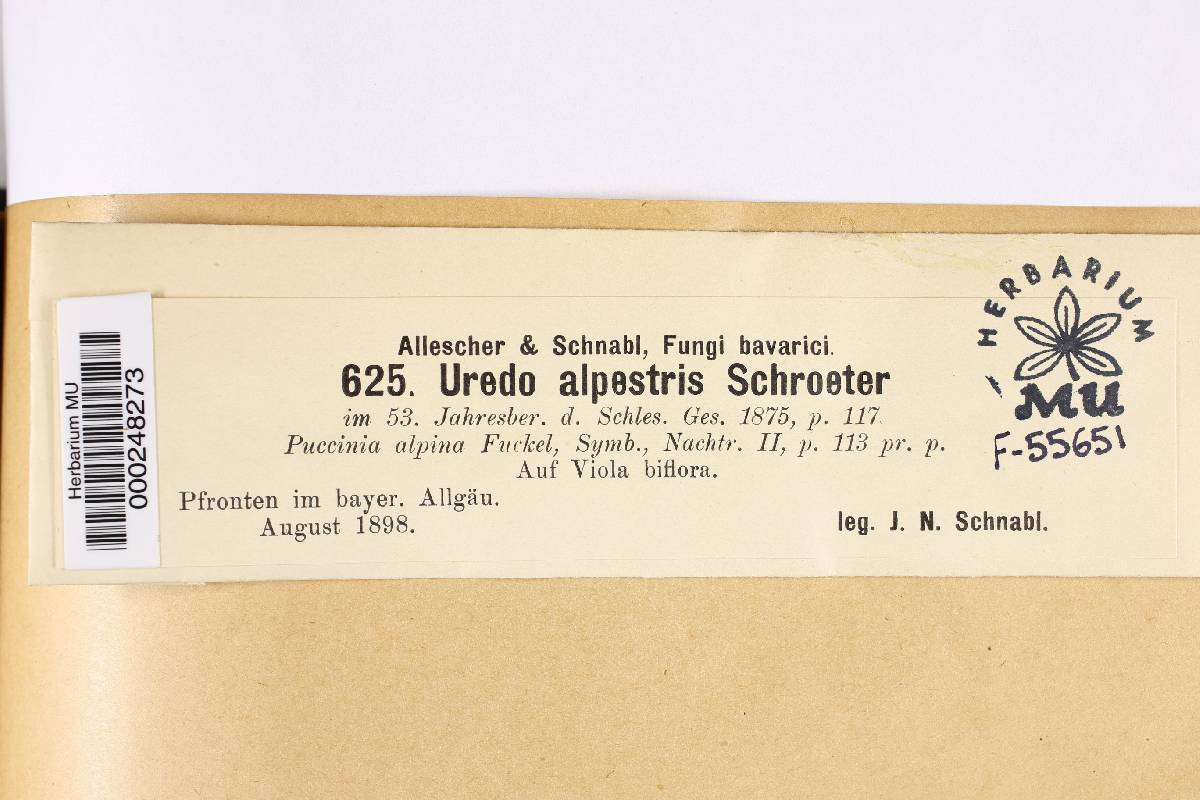 Allescher & Schnabl, Fungi bavarici.
625. Uredo alpestris Schroeter
im 53. Jahresber. d. Schles. Ges. 1875, p. 117.
Puccinia alpina Fuckel, Symb., Nachtr. II, p. 113 pr. p.
Auf Viola biflora.
Pfronten im bayer. Allgäu.
August 1898.
leg. J. N. Schnabl.
HERBARIUM
MU
F-55651
Herbarium MU
000248273